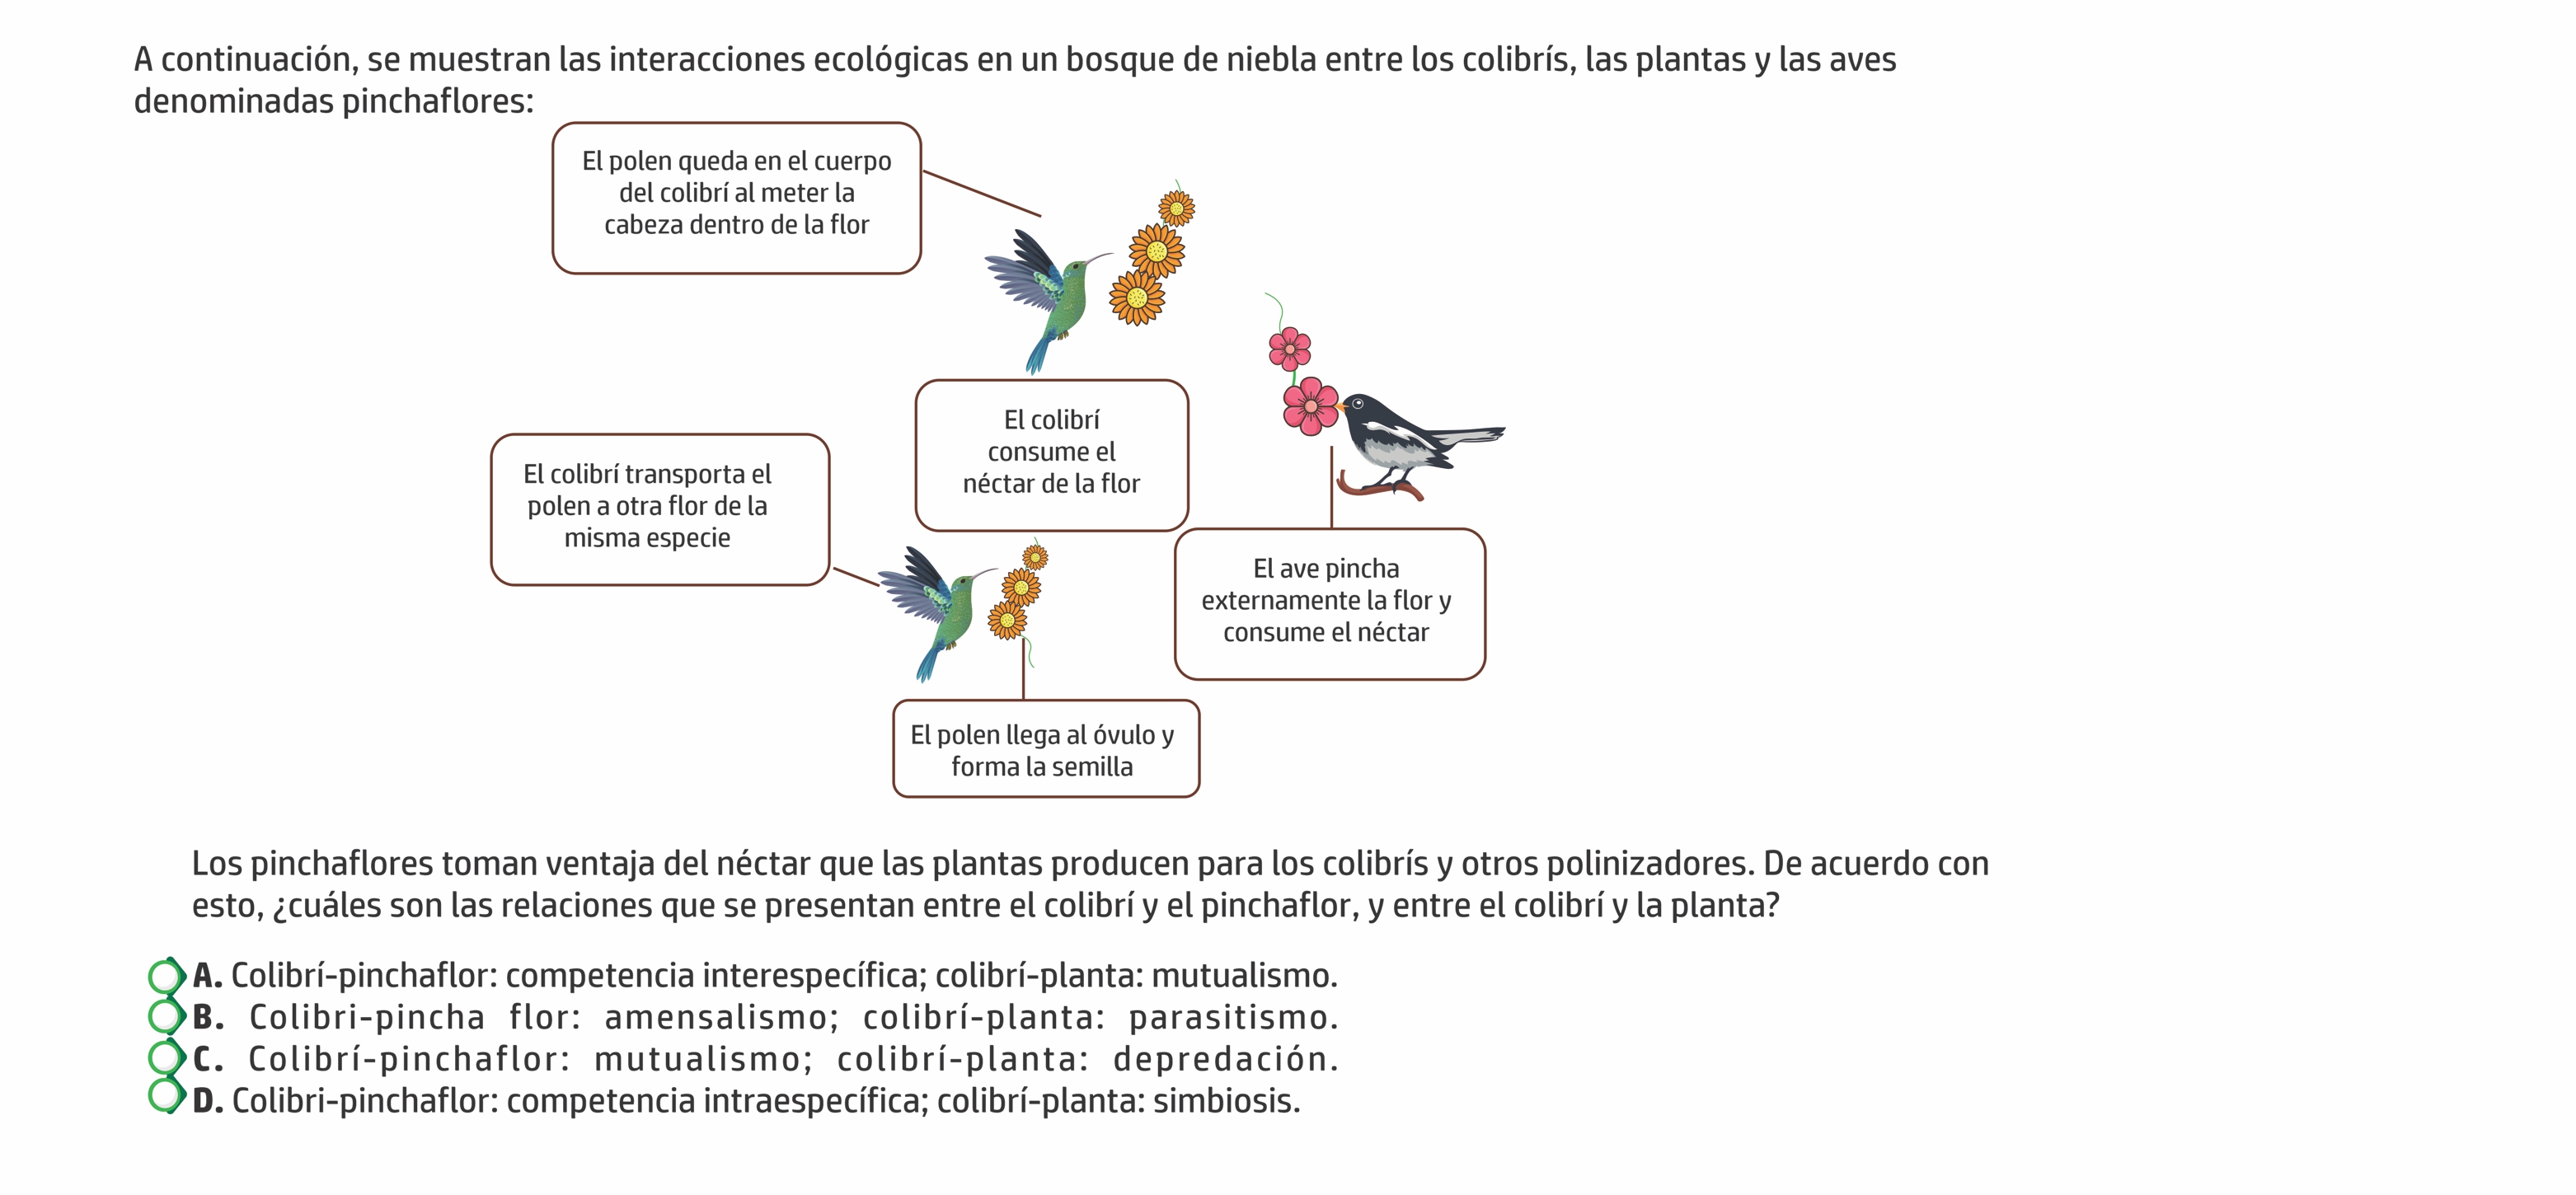 A continuación, se muestran las interacciones ecológicas en un bosque de niebla entre los colibrís, las plantas y las aves
denominadas pinchaflores:
El polen queda en el cuerpo
del colibrí al meter la
cabeza dentro de la flor
El colibrí
consume el
néctar de la flor
El colibrí transporta el
polen a otra flor de la
misma especie
El ave pincha
externamente la flor y
consume el néctar
El polen llega al óvulo y
forma la semilla
Los pinchaflores toman ventaja del néctar que las plantas producen para los colibrís y otros polinizadores. De acuerdo con
esto, ¿cuáles son las relaciones que se presentan entre el colibrí y el pinchaflor, y entre el colibrí y la planta?
A. Colibrí-pinchaflor: competencia interespecífica; colibrí-planta: mutualismo.
B. Colibri-pincha flor: amensalismo; colibrí-planta: parasitismo.
C. Colibrí-pinchaflor: mutualismo; colibrí-planta: depredación.
D. Colibri-pinchaflor: competencia intraespecífica; colibrí-planta: simbiosis.